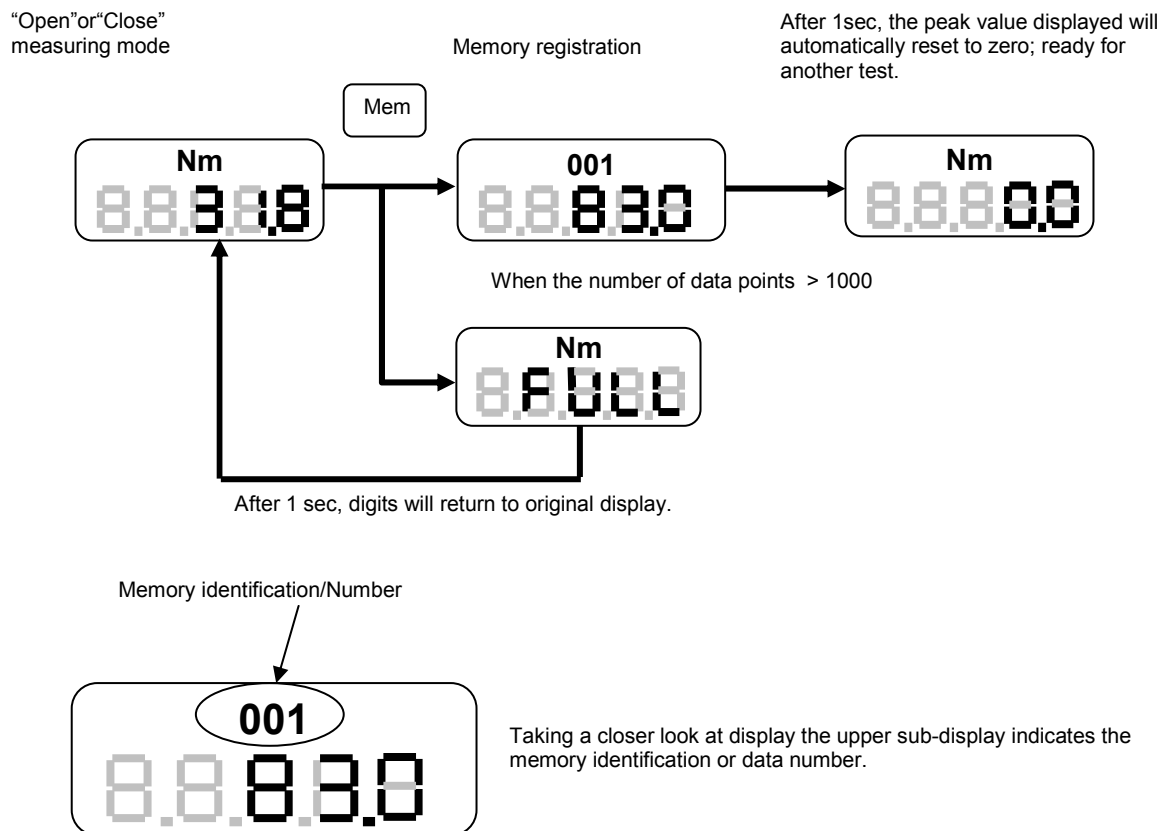 “Open”or“Close”
measuring mode
Memory registration
After 1sec, the peak value displayed will
automatically reset to zero; ready for
another test.
Mem
Nm
31.8
001
83.0
Nm
0.0
When the number of data points > 1000
Nm
FULL
After 1 sec, digits will return to original display.
Memory identification/Number
001
83.0
Taking a closer look at display the upper sub-display indicates the
memory identification or data number.